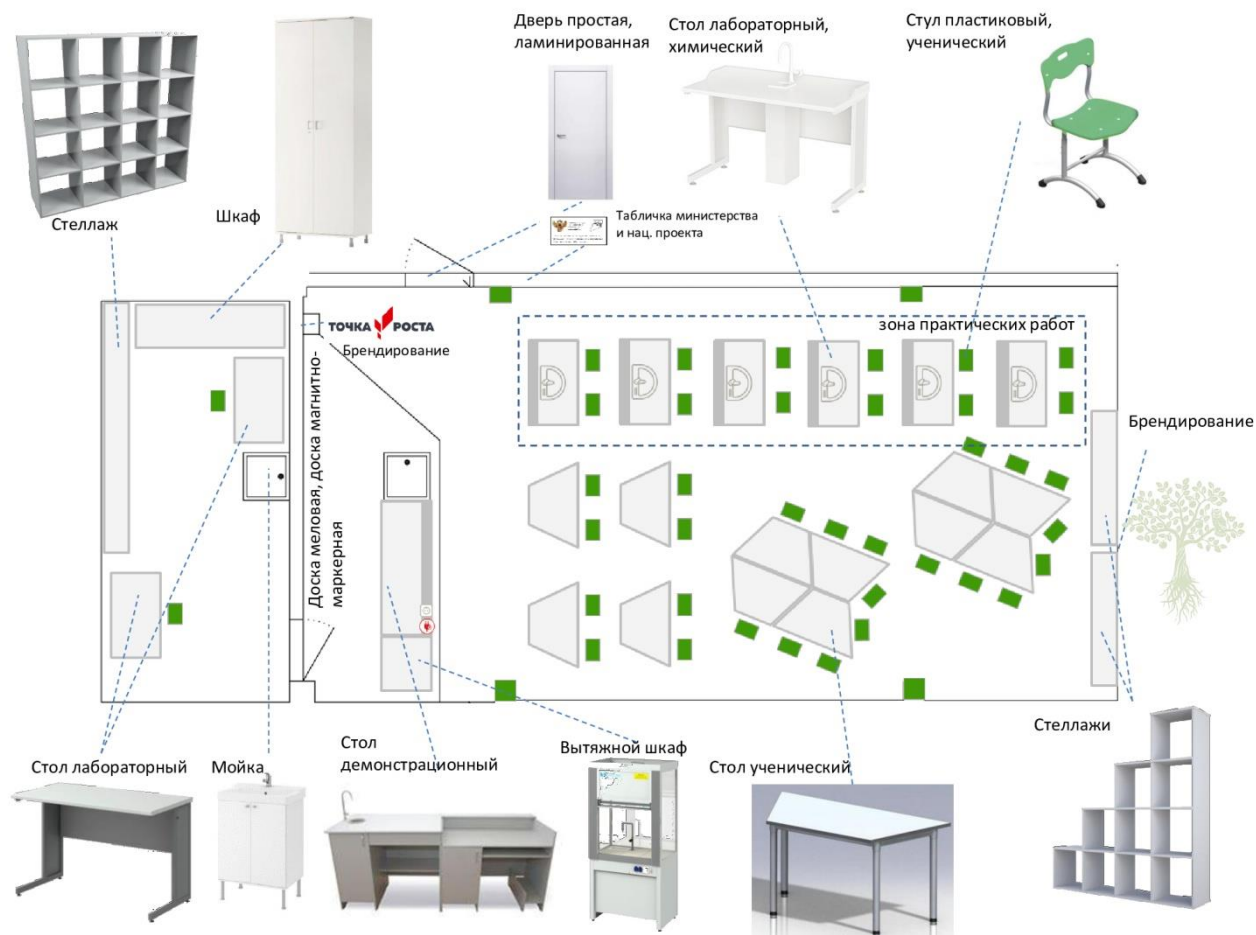 Дверь простая,
ламинированная
Стол лабораторный,
химический
Стул пластиковый,
ученический
Стеллаж
Шкаф
Табличка министерства
и нац. проекта
ТОЧКА РОСТА
Брендирование
зона практических работ
Доска меловая, доска магнитно-
маркерная
Брендирование
Стол лабораторный
Мойка
Стол
демонстрационный
Вытяжной шкаф
Стол ученический
Стеллажи